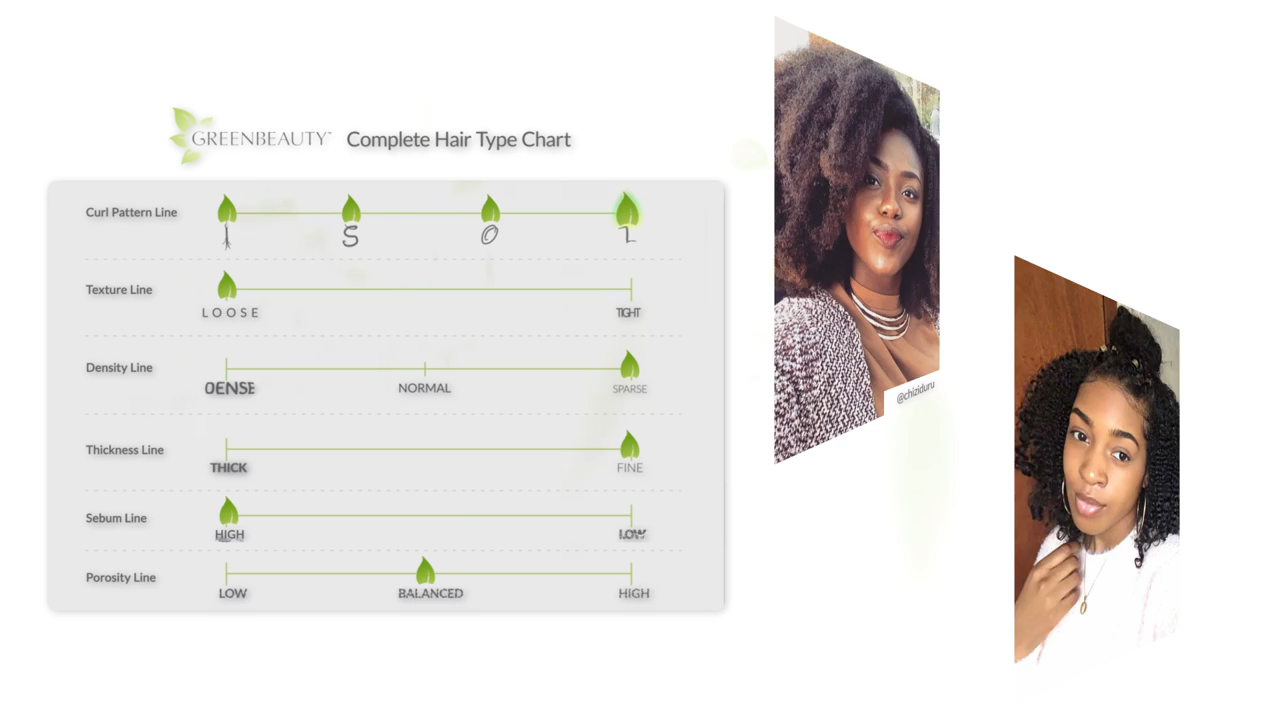 GREENBEAUTY™ Complete Hair Type Chart
Curl Pattern Line
I S O L
Texture Line
LOOSE TIGHT
Density Line
DENSE NORMAL SPARSE
Thickness Line
THICK FINE
Sebum Line
HIGH LOW
Porosity Line
LOW BALANCED HIGH
@chiziduru